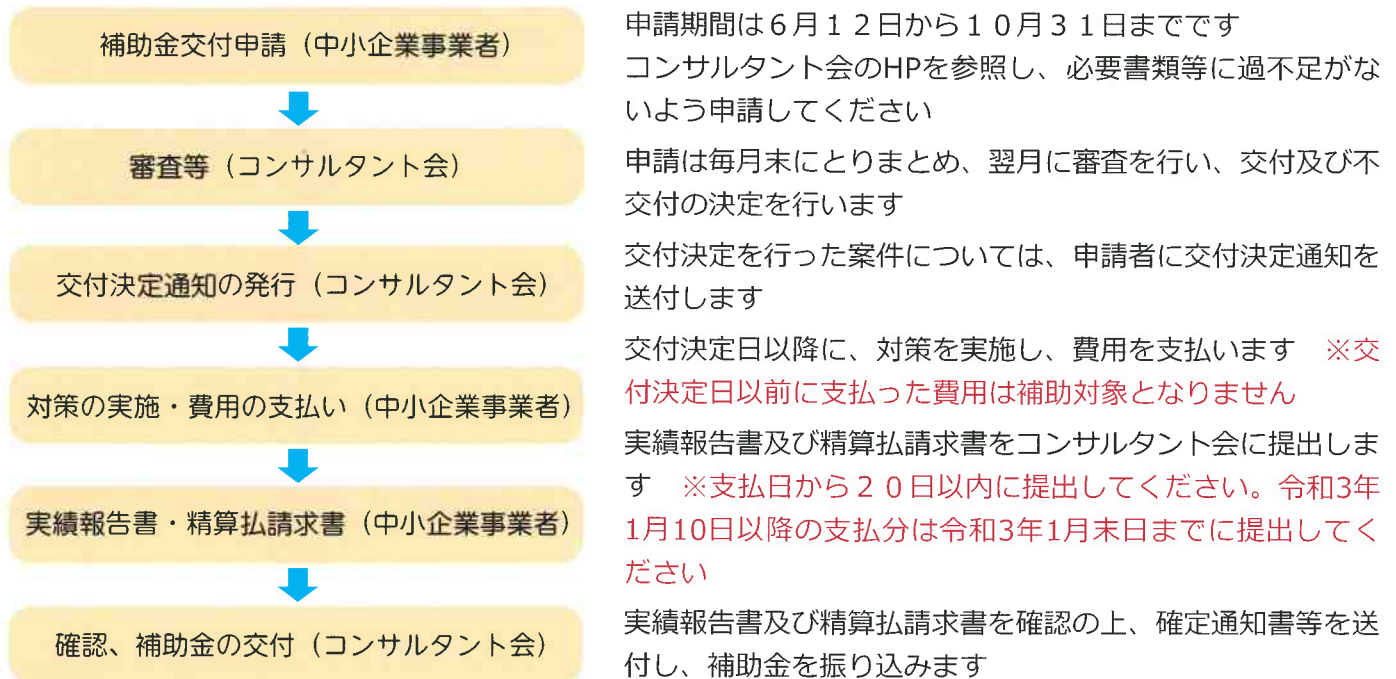 補助金交付申請（中小企業事業者）
申請期間は６月１２日から１０月３１日までです
コンサルタント会のHPを参照し、必要書類等に過不足がな
いよう申請してください
審査等（コンサルタント会）
申請は毎月末にとりまとめ、翌月に審査を行い、交付及び不
交付の決定を行います
交付決定通知の発行（コンサルタント会）
交付決定を行った案件については、申請者に交付決定通知を
送付します
対策の実施・費用の支払い（中小企業事業者）
交付決定日以降に、対策を実施し、費用を支払います　※交
付決定日以前に支払った費用は補助対象となりません
実績報告書・精算払請求書（中小企業事業者）
実績報告書及び精算払請求書をコンサルタント会に提出しま
す　※支払日から２０日以内に提出してください。令和3年
1月10日以降の支払分は令和3年1月末日までに提出してく
ださい
確認、補助金の交付（コンサルタント会）
実績報告書及び精算払請求書を確認の上、確定通知書等を送
付し、補助金を振り込みます